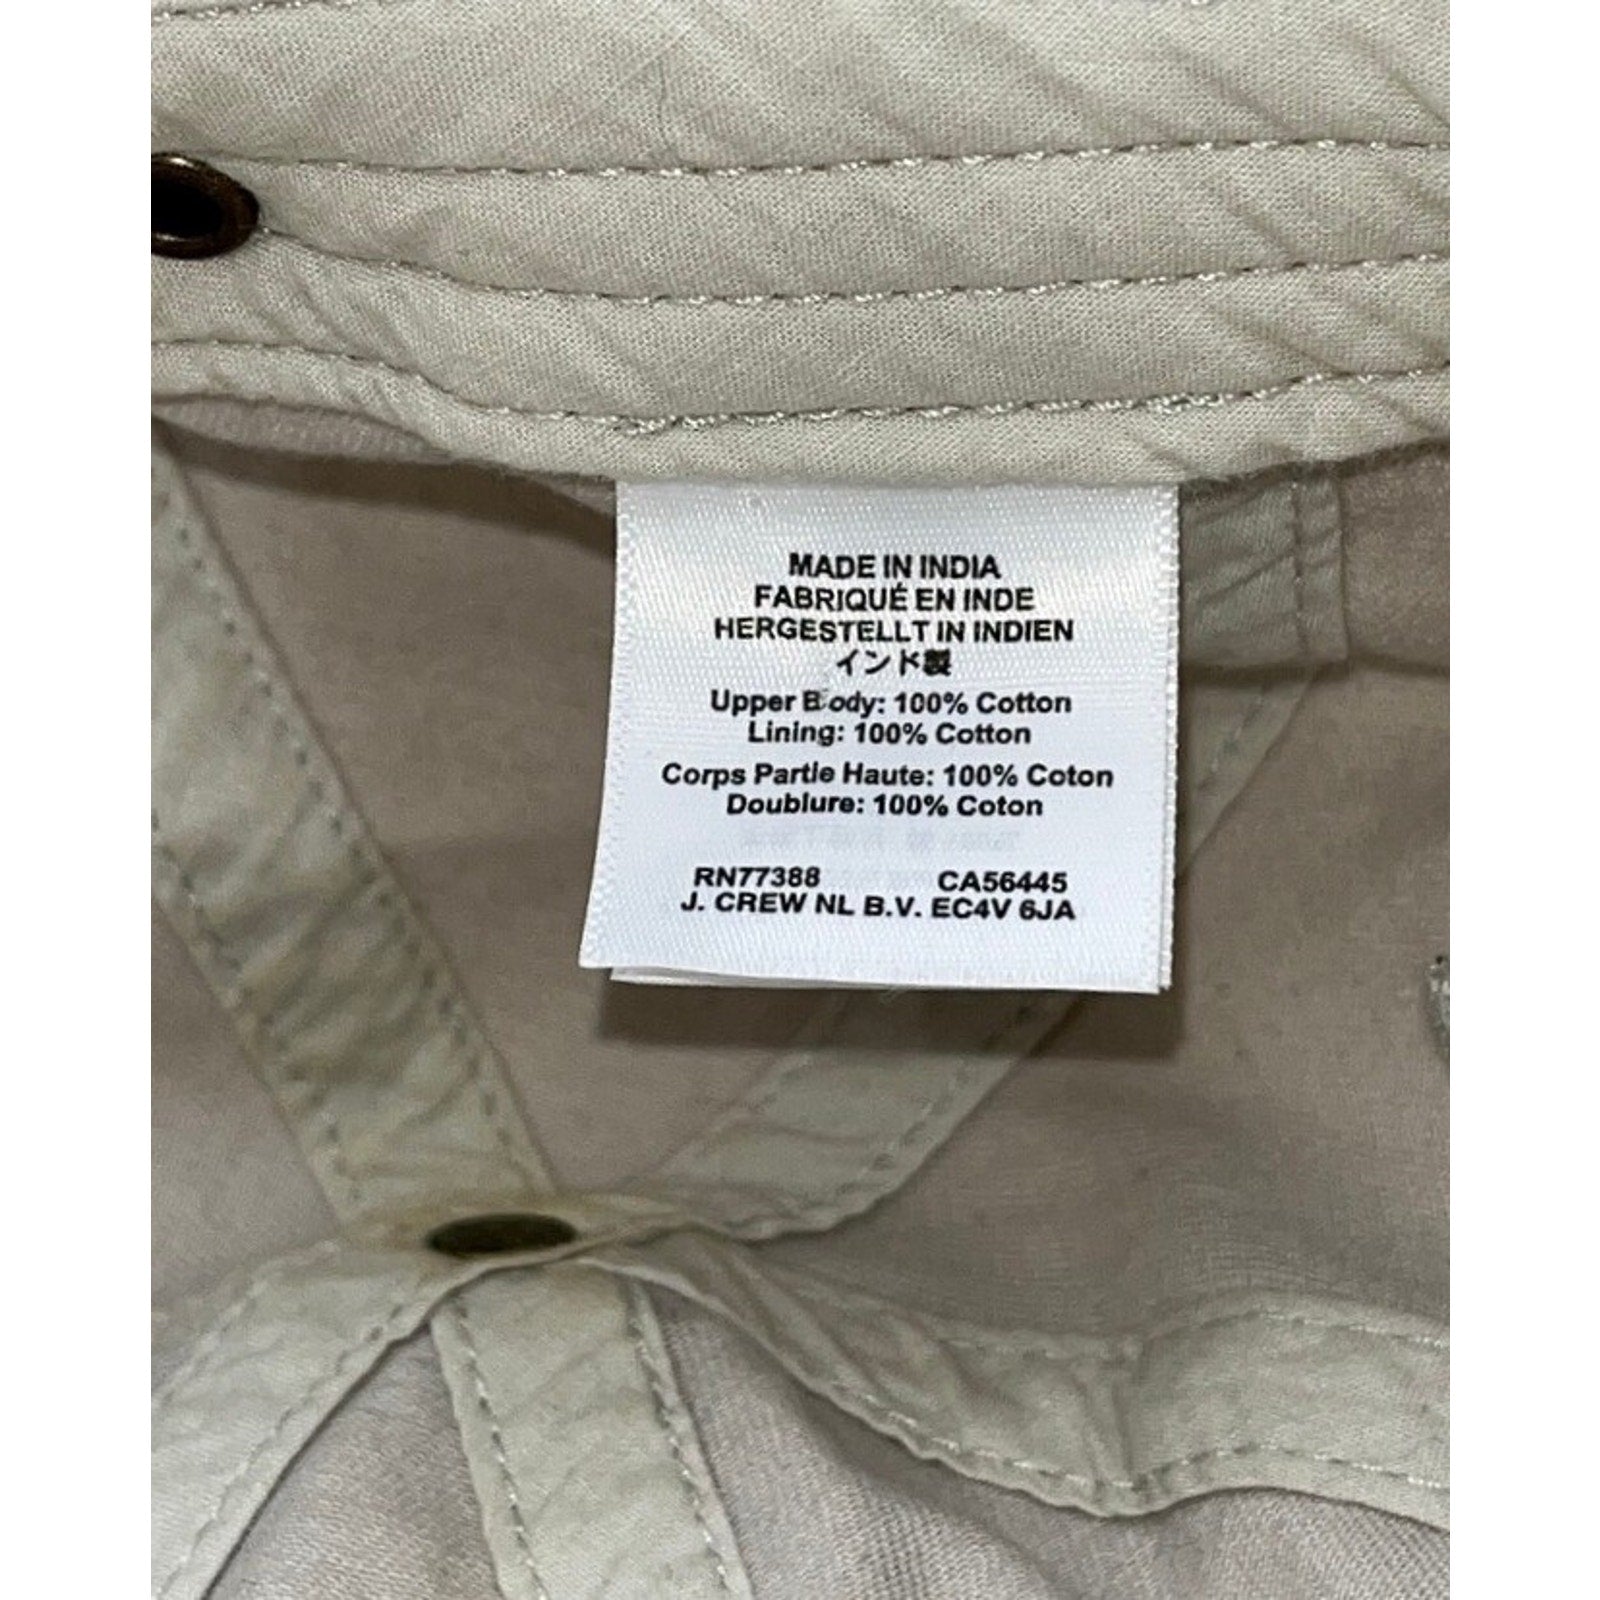 MADE IN INDIA
FABRIQUÉ EN INDE
HERGESTELLT IN INDIEN
インド製
Upper Body: 100% Cotton
Lining: 100% Cotton
Corps Partie Haute: 100% Coton
Doublure: 100% Coton
RN77388 CA56445
J. CREW NL B.V. EC4V 6JA